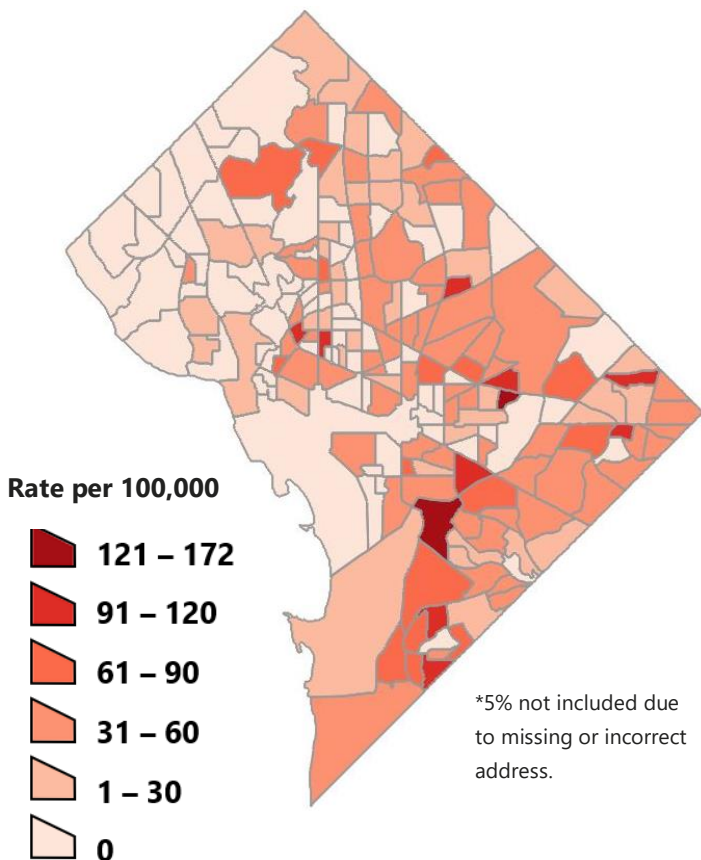 Rate per 100,000
121 – 172
91 – 120
61 – 90
31 – 60
1 – 30
0
*5% not included due
to missing or incorrect
address.